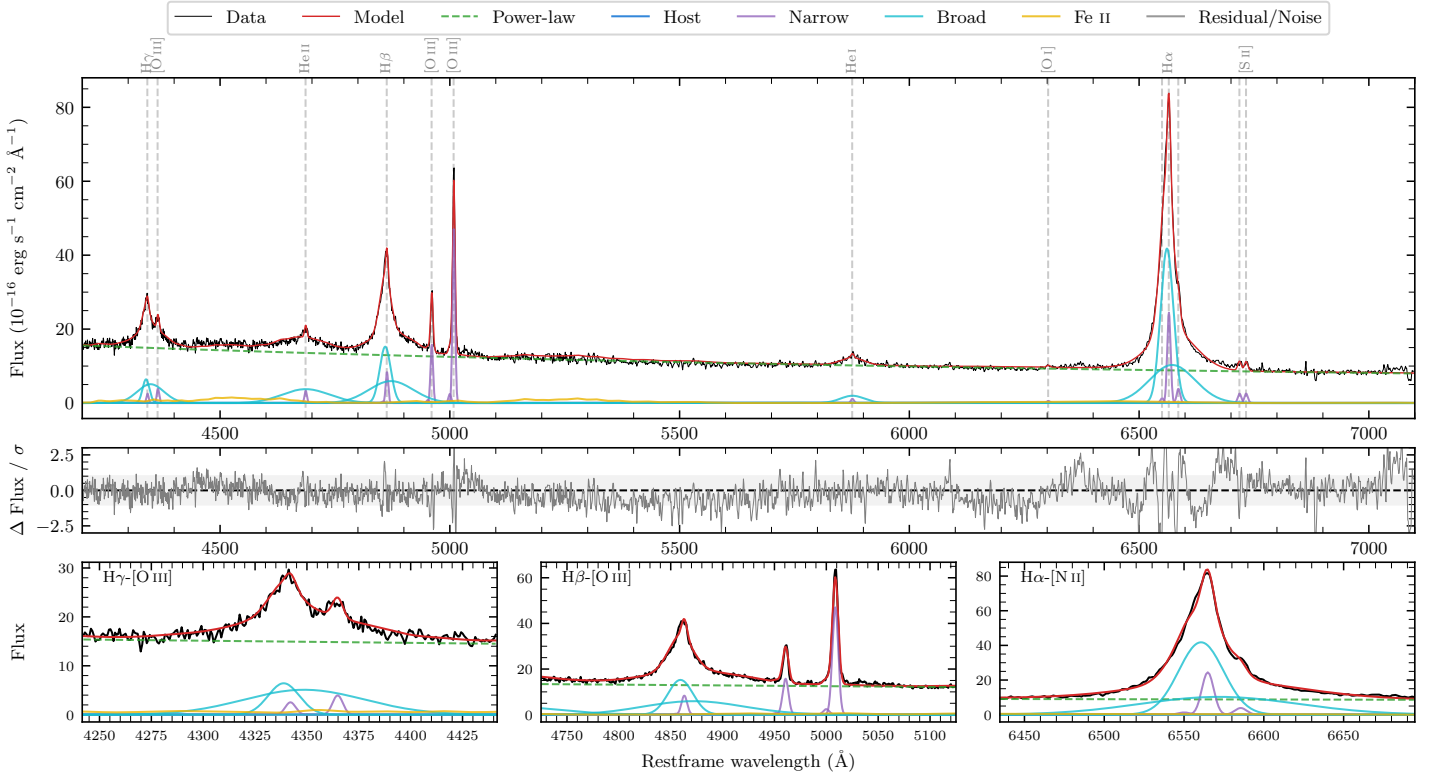 Data Model Power-law Host Narrow Broad Fe II Residual/Noise
Hγ [O III] He II Hβ [O III] [O III] He I [O I] Hα [S II]
Flux (10⁻¹⁶ erg s⁻¹ cm⁻² Å⁻¹)
80
60
40
20
0
4500 5000 5500 6000 6500 7000
Δ Flux / σ
2.5
0.0
−2.5
4500 5000 5500 6000 6500 7000
Flux
Hγ-[O III]
30
20
10
0
4250 4275 4300 4325 4350 4375 4400 4425
Hβ-[O III]
60
40
20
0
4750 4800 4850 4900 4950 5000 5050 5100
Hα-[N II]
80
60
40
20
0
6450 6500 6550 6600 6650
Restframe wavelength (Å)